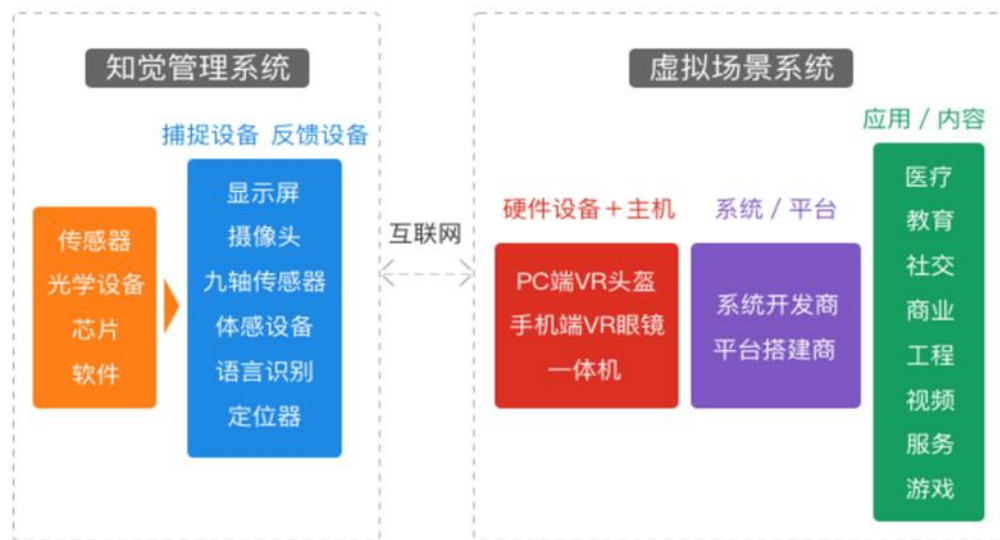 知觉管理系统
捕捉设备 反馈设备
传感器
光学设备
芯片
软件
显示屏
摄像头
九轴传感器
体感设备
语言识别
定位器
互联网
虚拟场景系统
硬件设备+主机
PC端VR头盔
手机端VR眼镜
一体机
系统 / 平台
系统开发商
平台搭建商
应用 / 内容
医疗
教育
社交
商业
工程
视频
服务
游戏